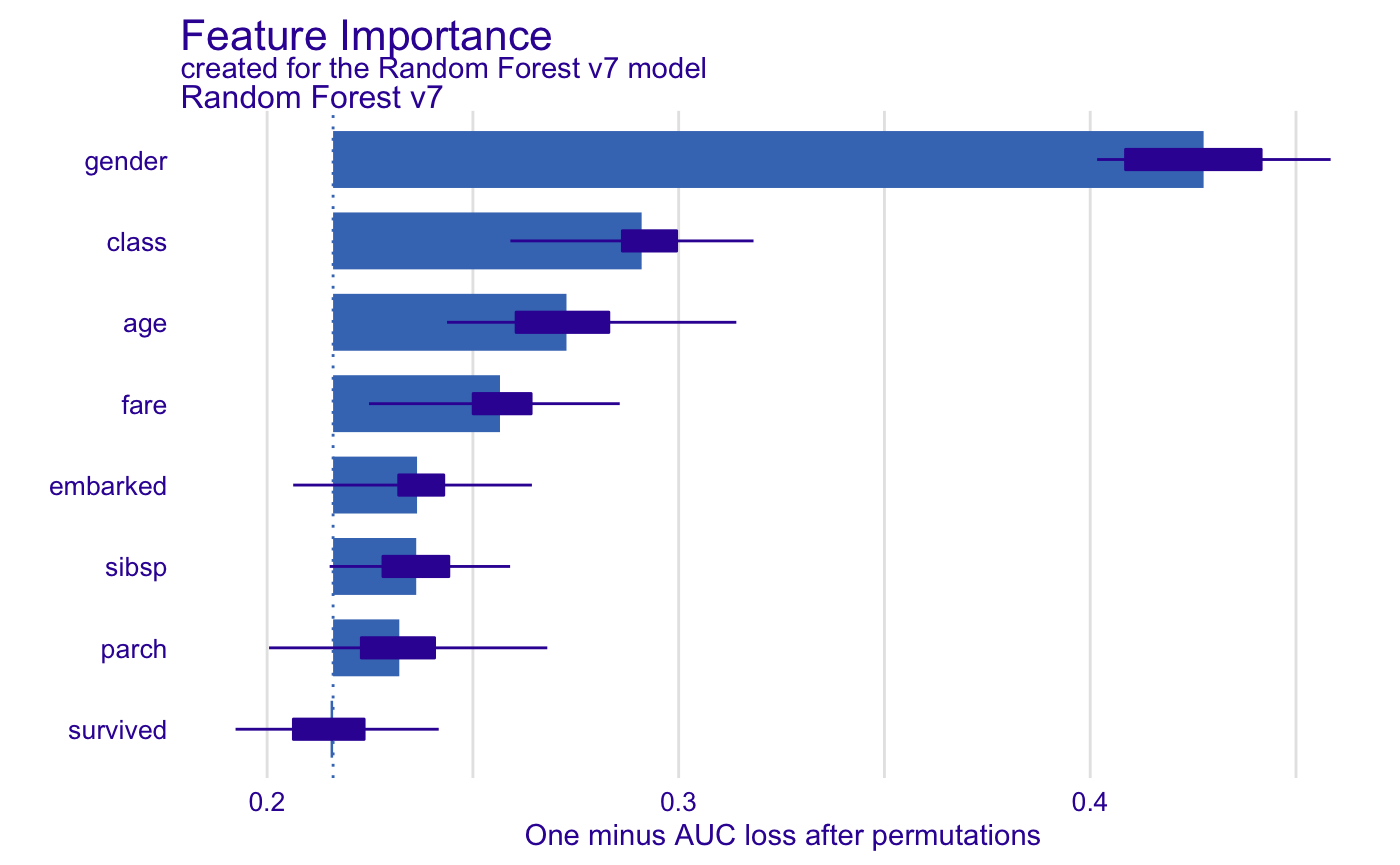 Feature Importance
created for the Random Forest v7 model
Random Forest v7
gender
class
age
fare
embarked
sibsp
parch
survived
0.2 0.3 0.4
One minus AUC loss after permutations